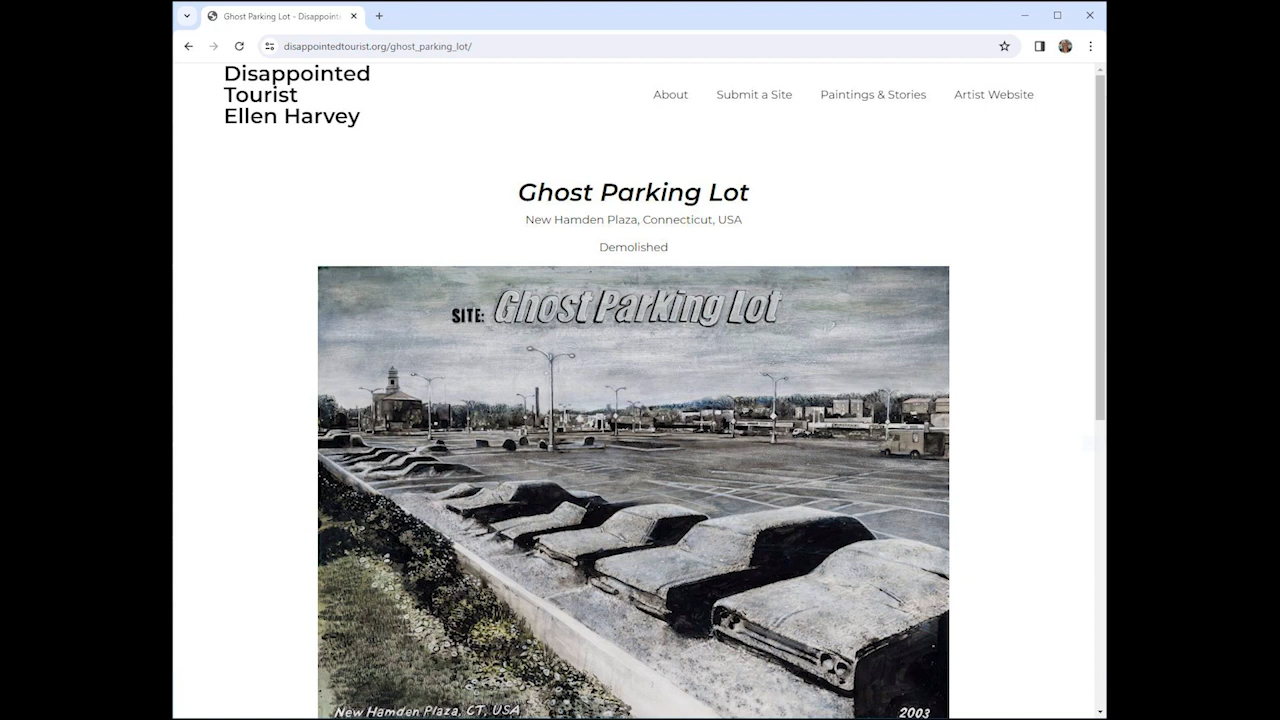 Ghost Parking Lot - Disappoint
disappointedtourist.org/ghost_parking_lot/
Disappointed
Tourist
Ellen Harvey
About Submit a Site Paintings & Stories Artist Website
Ghost Parking Lot
New Hamden Plaza, Connecticut, USA
Demolished
SITE: Ghost Parking Lot
New Hamden Plaza, CT, USA 2003